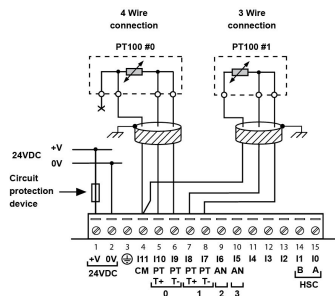 4 Wire
connection
3 Wire
connection
PT100 #0
PT100 #1
24VDC
+V
0V
Circuit
protection
device
1 2 3 4 5 6 7 8 9 10 11 12 13 14 15
+V 0V I11 I10 I9 I8 I7 I6 I5 I4 I3 I2 I1 I0
24VDC
CM PT PT PT PT AN AN B A
T+ T- T+ T-
HSC
0 1 2 3